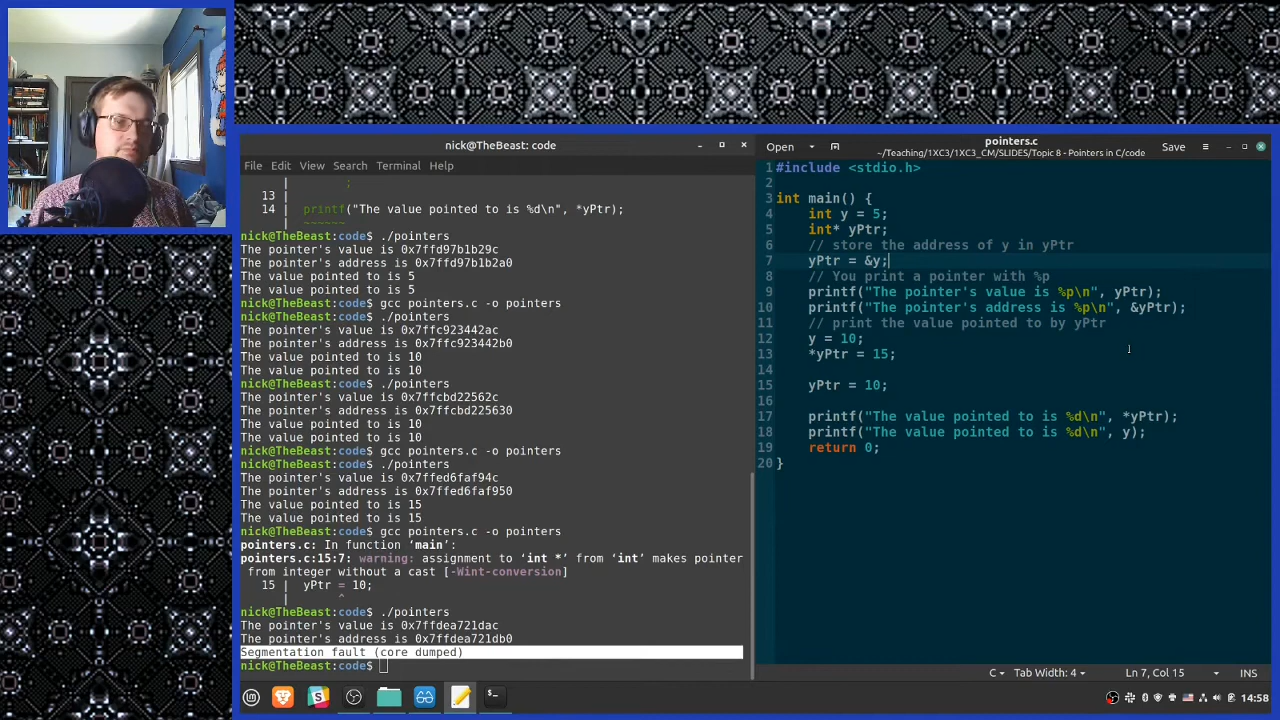 nick@TheBeast: code
File Edit View Search Terminal Help
| ;
13 |
14 | printf("The value pointed to is %d\n", *yPtr);
| ~~~~~~
nick@TheBeast:code$ ./pointers
The pointer's value is 0x7ffd97b1b29c
The pointer's address is 0x7ffd97b1b2a0
The value pointed to is 5
The value pointed to is 5
nick@TheBeast:code$ gcc pointers.c -o pointers
nick@TheBeast:code$ ./pointers
The pointer's value is 0x7ffc923442ac
The pointer's address is 0x7ffc923442b0
The value pointed to is 10
The value pointed to is 10
nick@TheBeast:code$ ./pointers
The pointer's value is 0x7ffcbd22562c
The pointer's address is 0x7ffcbd225630
The value pointed to is 10
The value pointed to is 10
nick@TheBeast:code$ gcc pointers.c -o pointers
nick@TheBeast:code$ ./pointers
The pointer's value is 0x7ffed6faf94c
The pointer's address is 0x7ffed6faf950
The value pointed to is 15
The value pointed to is 15
nick@TheBeast:code$ gcc pointers.c -o pointers
pointers.c: In function ‘main’:
pointers.c:15:7: warning: assignment to ‘int *’ from ‘int’ makes pointer
from integer without a cast [-Wint-conversion]
15 | yPtr = 10;
| ^
nick@TheBeast:code$ ./pointers
The pointer's value is 0x7ffdea721dac
The pointer's address is 0x7ffdea721db0
Segmentation fault (core dumped)
nick@TheBeast:code$
Open pointers.c Save
~/Teaching/1XC3/1XC3_CM/SLIDES/Topic 8 - Pointers in C/code
1 #include <stdio.h>
2
3 int main() {
4 int y = 5;
5 int* yPtr;
6 // store the address of y in yPtr
7 yPtr = &y;
8 // You print a pointer with %p
9 printf("The pointer's value is %p\n", yPtr);
10 printf("The pointer's address is %p\n", &yPtr);
11 // print the value pointed to by yPtr
12 y = 10;
13 *yPtr = 15;
14
15 yPtr = 10;
16
17 printf("The value pointed to is %d\n", *yPtr);
18 printf("The value pointed to is %d\n", y);
19 return 0;
20 }
C Tab Width: 4 Ln 7, Col 15 INS
14:58